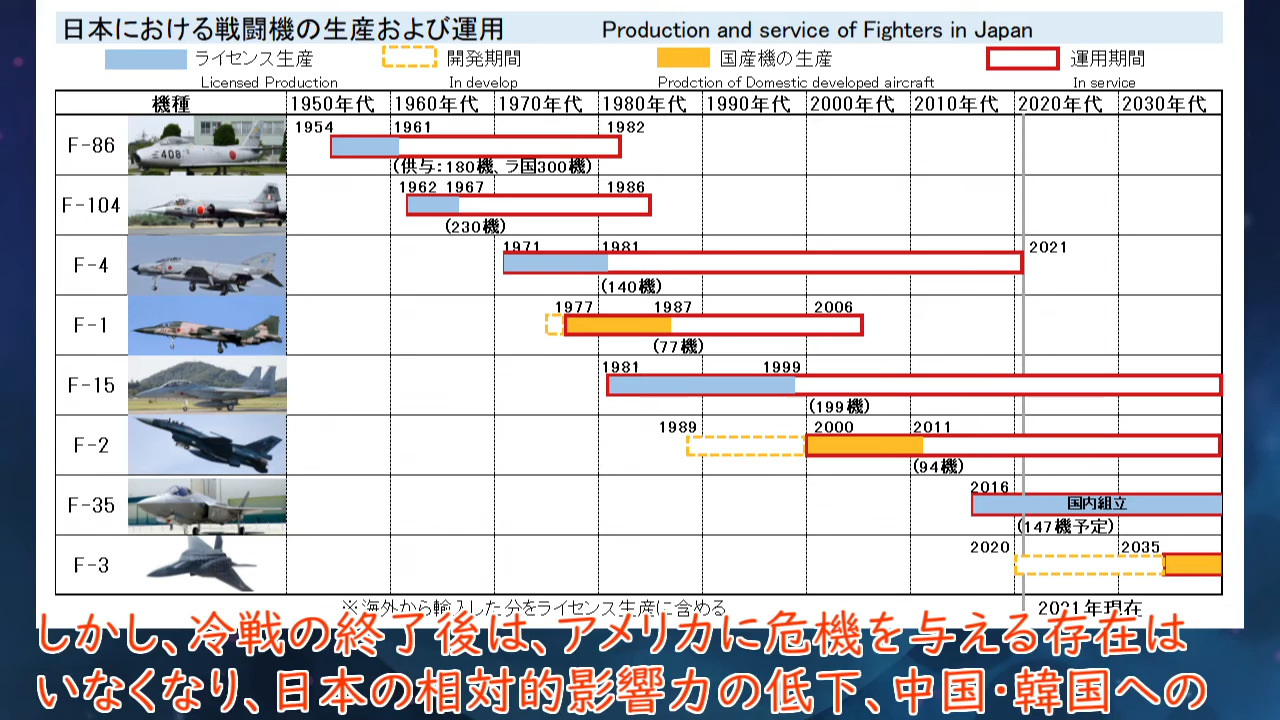 日本における戦闘機の生産および運用 Production and service of Fighters in Japan
ライセンス生産 開発期間 国産機の生産 運用期間
Licensed Production In develop Prodction of Domestic developed aircraft In service
機種 1950年代 1960年代 1970年代 1980年代 1990年代 2000年代 2010年代 2020年代 2030年代
1954 1961 1982
F-86 408
(供与:180機、ラ国300機)
1962 1967 1986
F-104
(230機)
1971 1981 2021
F-4
(140機)
1977 1987 2006
F-1
(77機)
1981 1999
F-15
(199機)
1989 2000 2011
F-2
(94機)
2016
F-35 国内組立
(147機予定)
2020 2035
F-3
※海外から輸入した分をライセンス生産に含める 2021年現在
しかし、冷戦の終了後は、アメリカに危機を与える存在は
いなくなり、日本の相対的影響力の低下、中国・韓国への